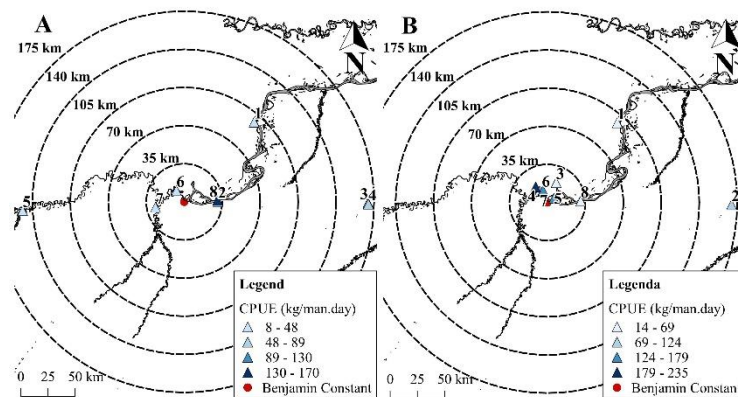 A
175 km
140 km
105 km
70 km
35 km
N
1
6
5
7
82
34
Legend
CPUE (kg/man.day)
8 - 48
48 - 89
89 - 130
130 - 170
Benjamin Constant
0 25 50 km
B
175 km
140 km
105 km
70 km
35 km
N
1
6
3
4
7
5
8
2
Legenda
CPUE (kg/man.day)
14 - 69
69 - 124
124 - 179
179 - 235
Benjamin Constan
0 25 50 km